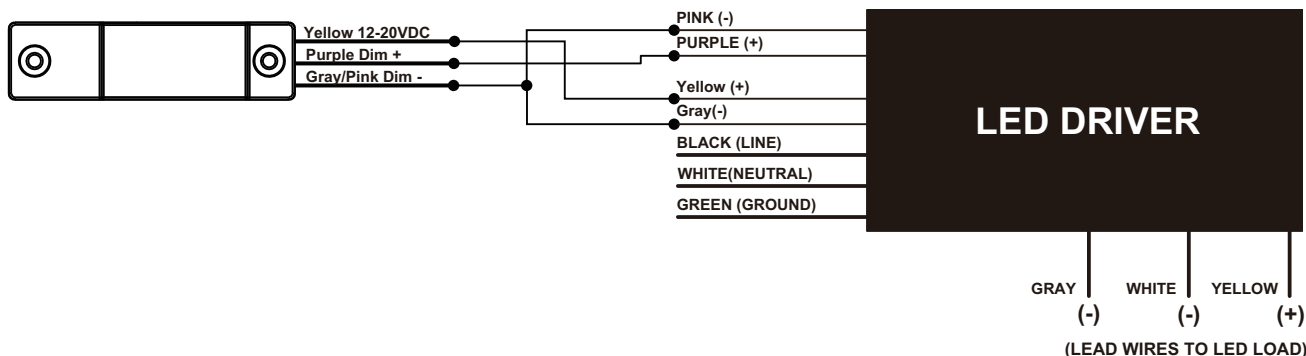 Yellow 12-20VDC
Purple Dim +
Gray/Pink Dim -
PINK (-)
PURPLE (+)
Yellow (+)
Gray(-)
BLACK (LINE)
WHITE(NEUTRAL)
GREEN (GROUND)
LED DRIVER
GRAY WHITE YELLOW
(-) (-) (+)
(LEAD WIRES TO LED LOAD)